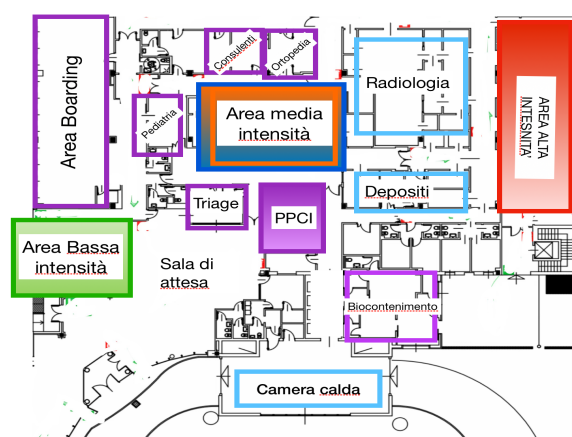 Consulenti
Ortopedia
Area Boarding
Pediatria
Area media
intensità
Radiologia
AREA ALTA
INTESNITA'
Triage
PPCI
Depositi
Area Bassa
intensità
Sala di
attesa
Biocontenimento
Camera calda